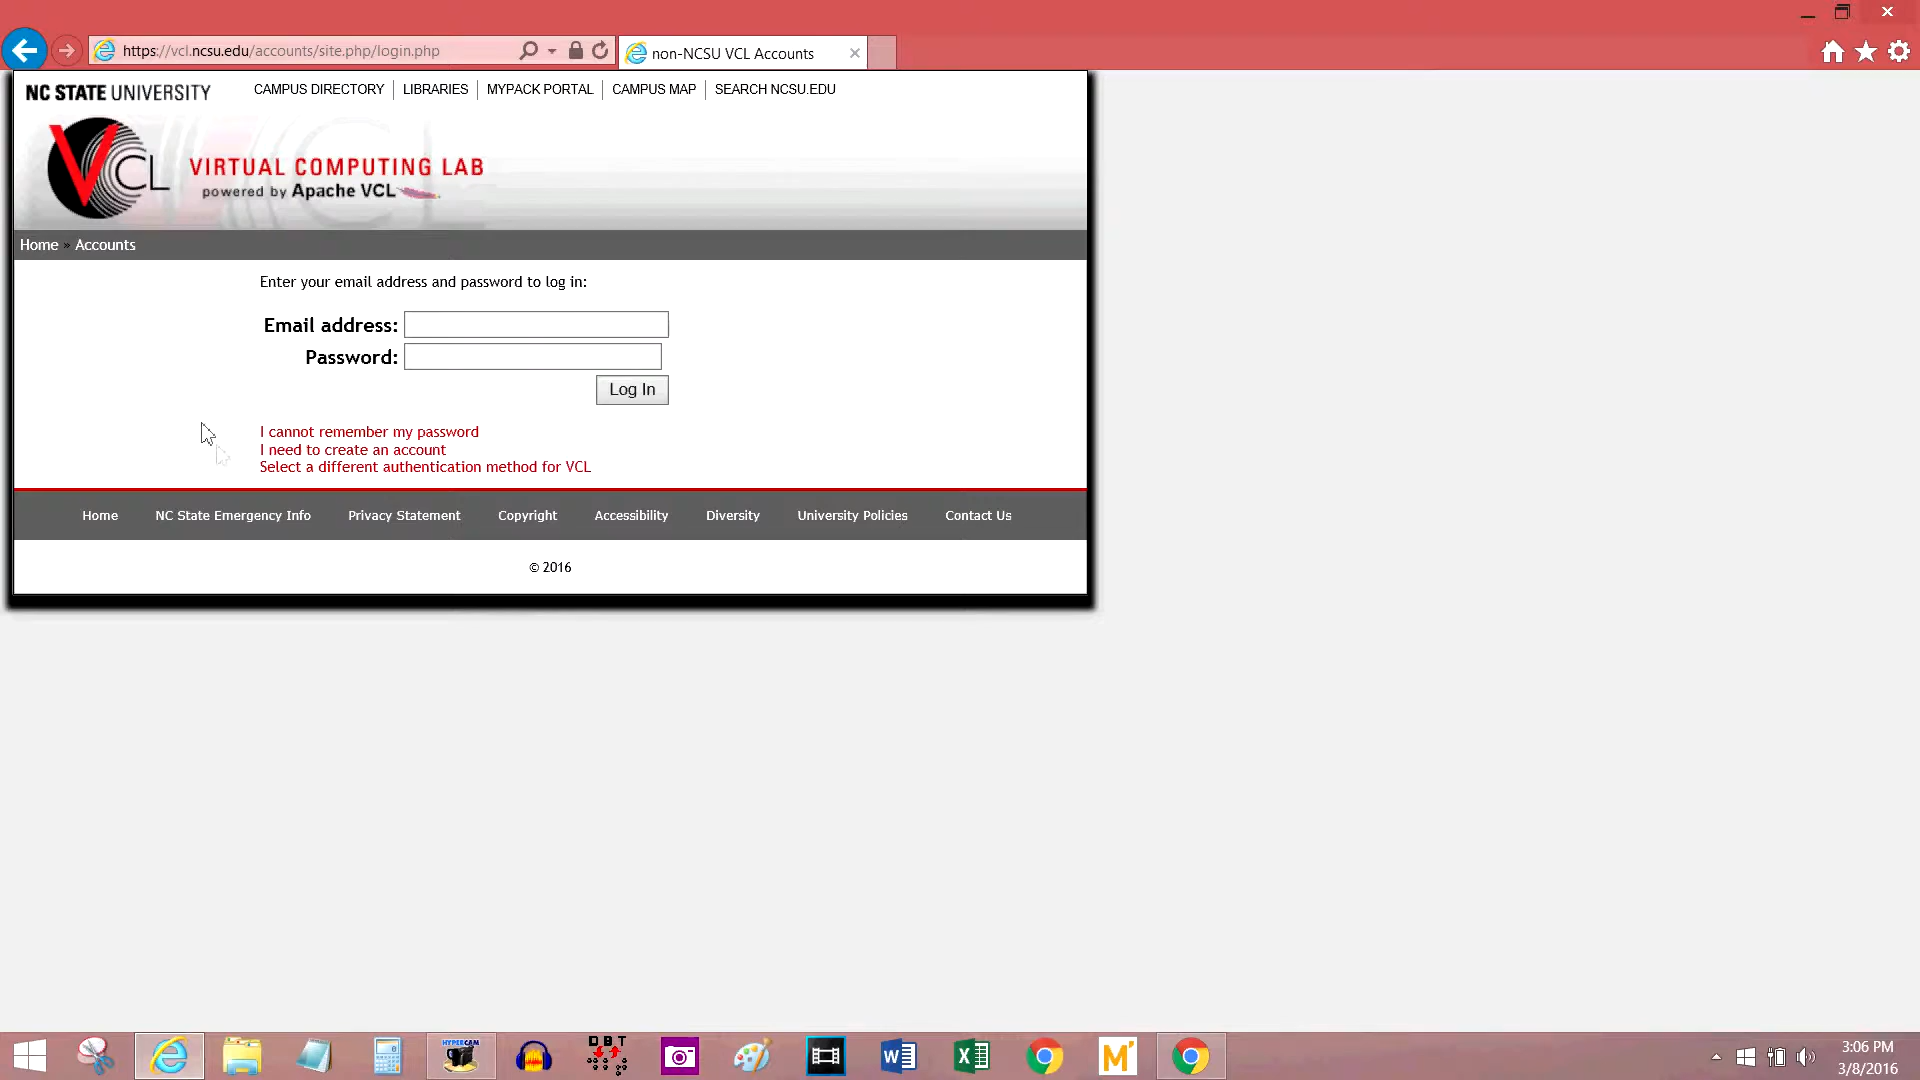 https://vcl.ncsu.edu/accounts/site.php/login.php
non-NCSU VCL Accounts
NC STATE UNIVERSITY
CAMPUS DIRECTORY
LIBRARIES
MYPACK PORTAL
CAMPUS MAP
SEARCH NCSU.EDU
VCL
VIRTUAL COMPUTING LAB
powered by Apache VCL
Home » Accounts
Enter your email address and password to log in:
Email address:
Password:
Log In
I cannot remember my password
I need to create an account
Select a different authentication method for VCL
Home
NC State Emergency Info
Privacy Statement
Copyright
Accessibility
Diversity
University Policies
Contact Us
© 2016
HYPERCAM
DBT
M'
3:06 PM
3/8/2016